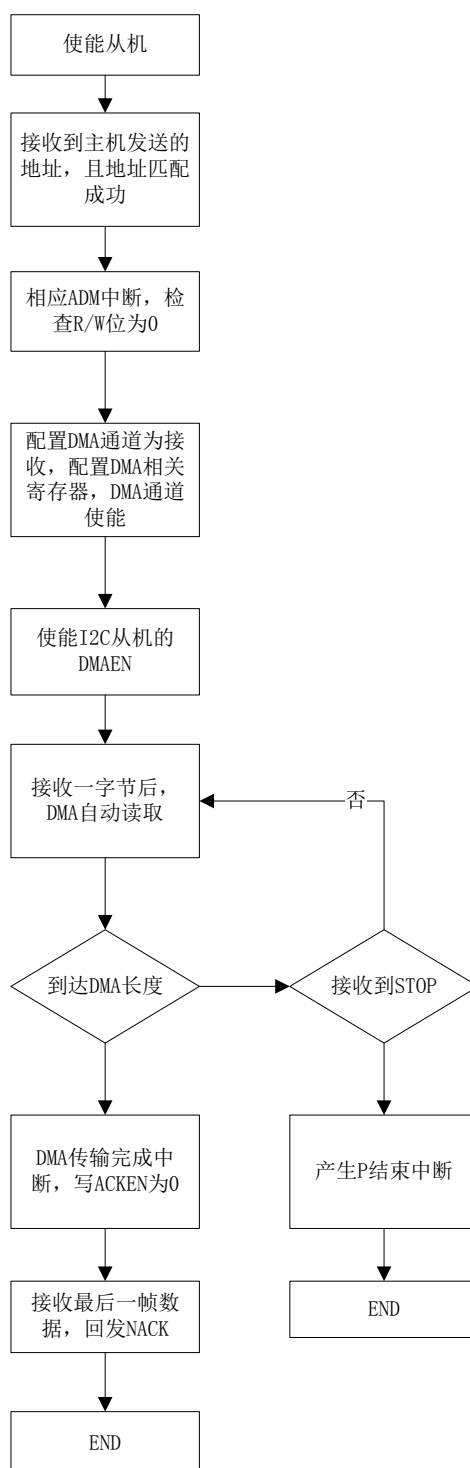 使能从机
接收到主机发送的
地址，且地址匹配
成功
相应ADM中断，检
查R/W位为0
配置DMA通道为接
收，配置DMA相关
寄存器，DMA通道
使能
使能I2C从机的
DMAEN
接收一字节后，
DMA自动读取
否
到达DMA长度
接收到STOP
DMA传输完成中
断，写ACKEN为0
产生P结束中断
接收最后一帧数
据，回发NACK
END
END